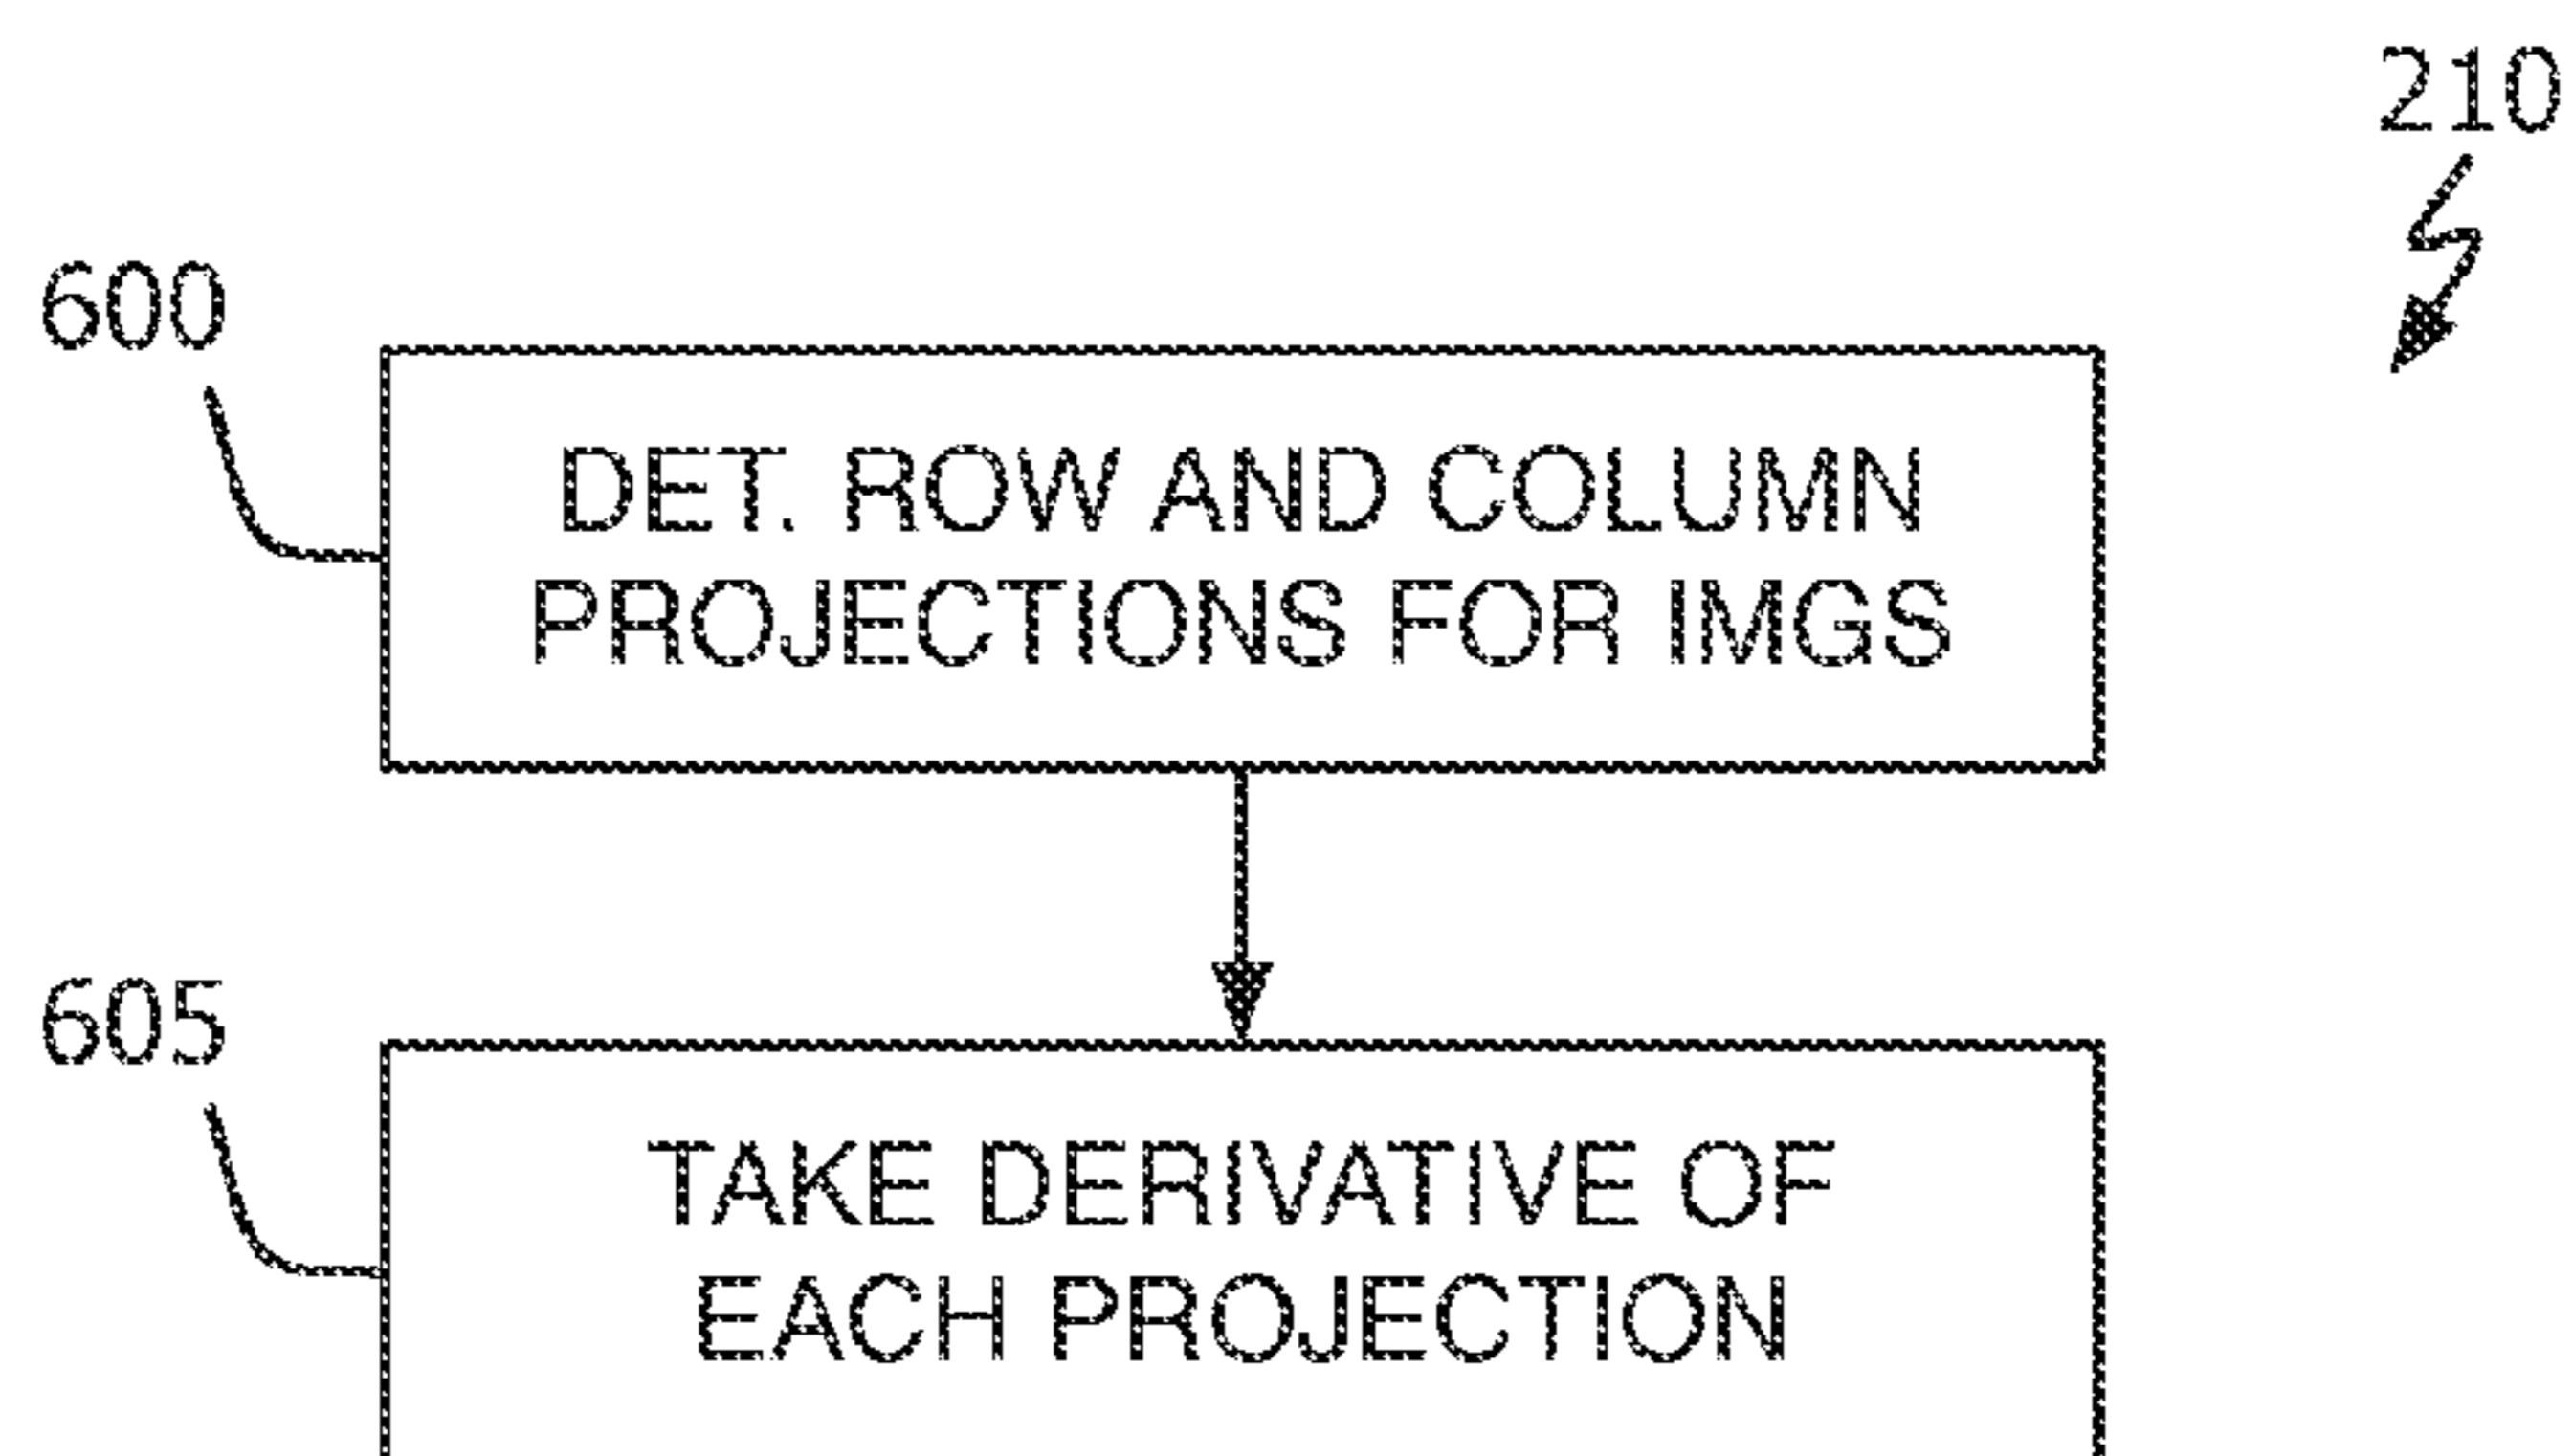 210
600
DET. ROW AND COLUMN
PROJECTIONS FOR IMGS
605
TAKE DERIVATIVE OF
EACH PROJECTION